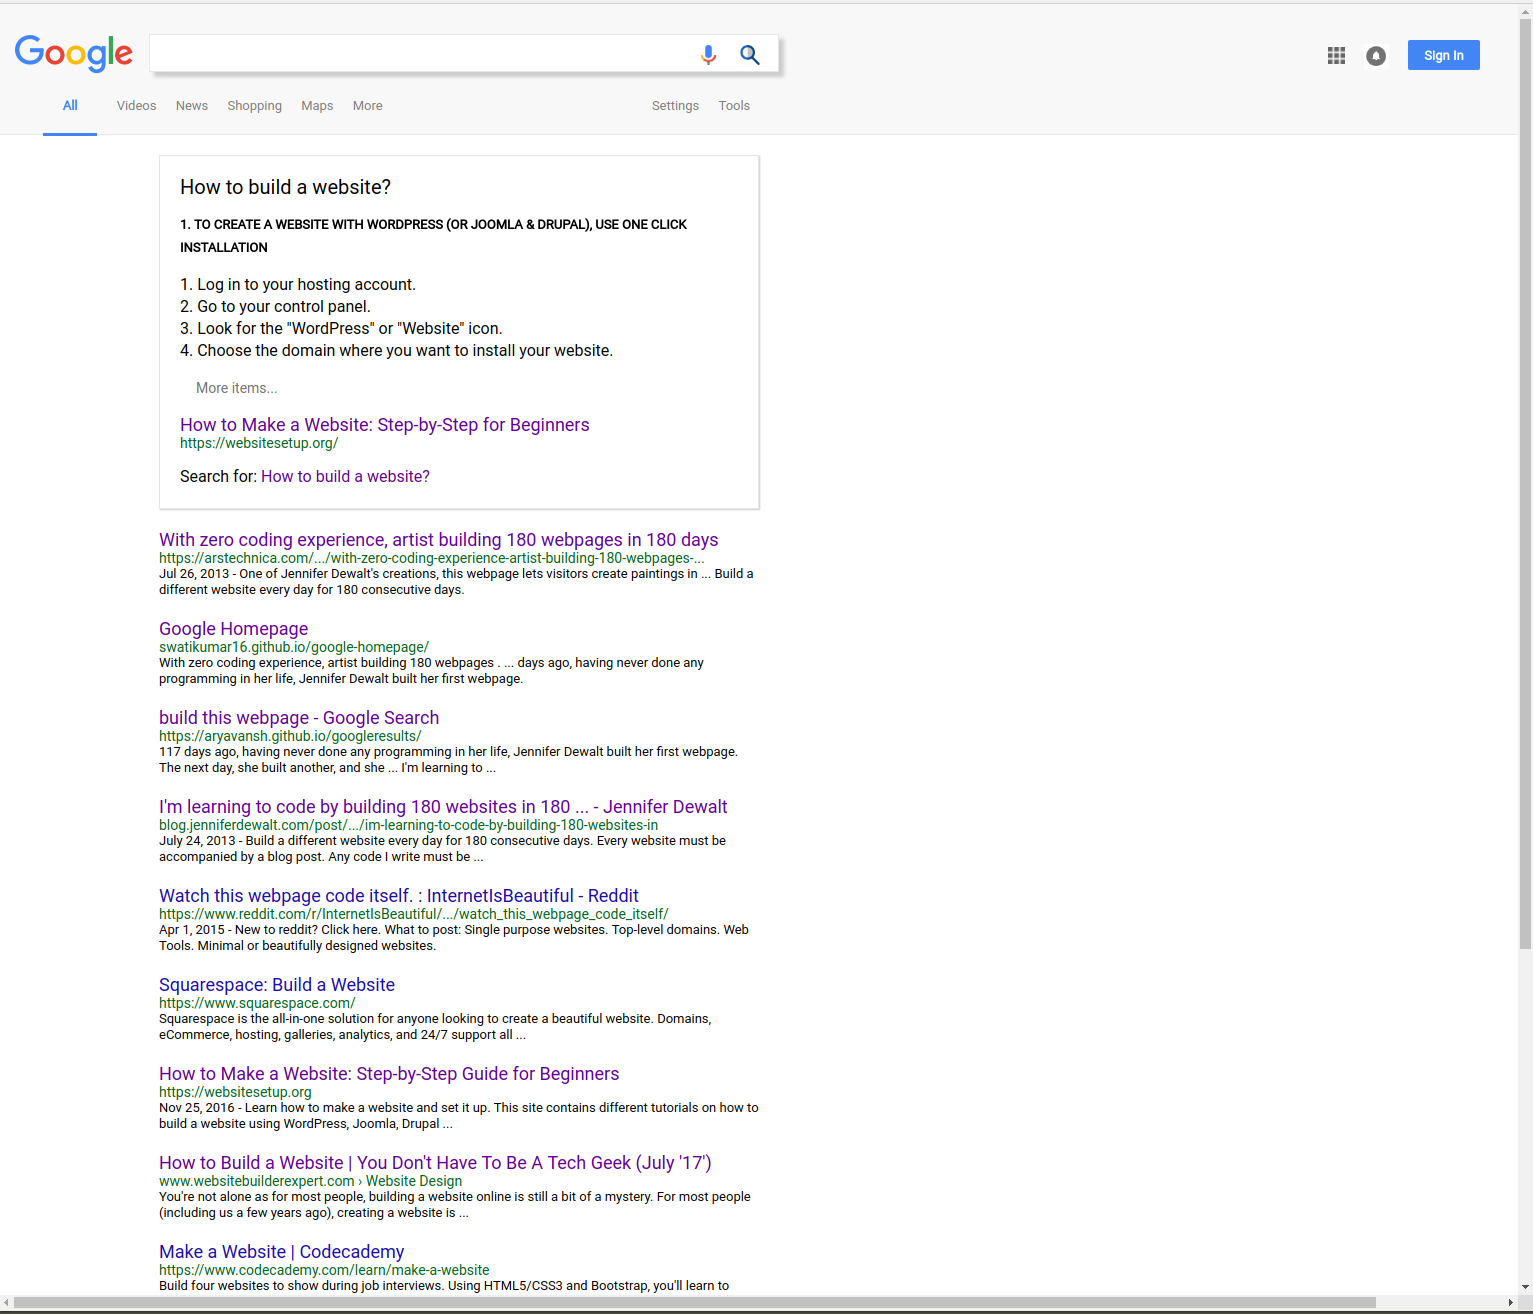 Google
Sign In
All Videos News Shopping Maps More Settings Tools
How to build a website?
1. TO CREATE A WEBSITE WITH WORDPRESS (OR JOOMLA & DRUPAL), USE ONE CLICK
INSTALLATION
1. Log in to your hosting account.
2. Go to your control panel.
3. Look for the "WordPress" or "Website" icon.
4. Choose the domain where you want to install your website.
More items...
How to Make a Website: Step-by-Step for Beginners
https://websitesetup.org/
Search for: How to build a website?
With zero coding experience, artist building 180 webpages in 180 days
https://arstechnica.com/.../with-zero-coding-experience-artist-building-180-webpages-...
Jul 26, 2013 - One of Jennifer Dewalt's creations, this webpage lets visitors create paintings in ... Build a
different website every day for 180 consecutive days.
Google Homepage
swatikumar16.github.io/google-homepage/
With zero coding experience, artist building 180 webpages . ... days ago, having never done any
programming in her life, Jennifer Dewalt built her first webpage.
build this webpage - Google Search
https://aryavansh.github.io/googleresults/
117 days ago, having never done any programming in her life, Jennifer Dewalt built her first webpage.
The next day, she built another, and she ... I'm learning to ...
I'm learning to code by building 180 websites in 180 ... - Jennifer Dewalt
blog.jenniferdewalt.com/post/.../im-learning-to-code-by-building-180-websites-in
July 24, 2013 - Build a different website every day for 180 consecutive days. Every website must be
accompanied by a blog post. Any code I write must be ...
Watch this webpage code itself. : InternetIsBeautiful - Reddit
https://www.reddit.com/r/InternetIsBeautiful/.../watch_this_webpage_code_itself/
Apr 1, 2015 - New to reddit? Click here. What to post: Single purpose websites. Top-level domains. Web
Tools. Minimal or beautifully designed websites.
Squarespace: Build a Website
https://www.squarespace.com/
Squarespace is the all-in-one solution for anyone looking to create a beautiful website. Domains,
eCommerce, hosting, galleries, analytics, and 24/7 support all ...
How to Make a Website: Step-by-Step Guide for Beginners
https://websitesetup.org
Nov 25, 2016 - Learn how to make a website and set it up. This site contains different tutorials on how to
build a website using WordPress, Joomla, Drupal ...
How to Build a Website | You Don't Have To Be A Tech Geek (July '17')
www.websitebuilderexpert.com › Website Design
You're not alone as for most people, building a website online is still a bit of a mystery. For most people
(including us a few years ago), creating a website is ...
Make a Website | Codecademy
https://www.codecademy.com/learn/make-a-website
Build four websites to show during job interviews. Using HTML5/CSS3 and Bootstrap, you'll learn to